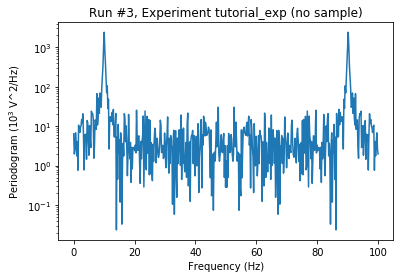 Run #3, Experiment tutorial_exp (no sample)
Periodogram (10³ V^2/Hz)
10³
10²
10¹
10⁰
10⁻¹
0 20 40 60 80 100
Frequency (Hz)